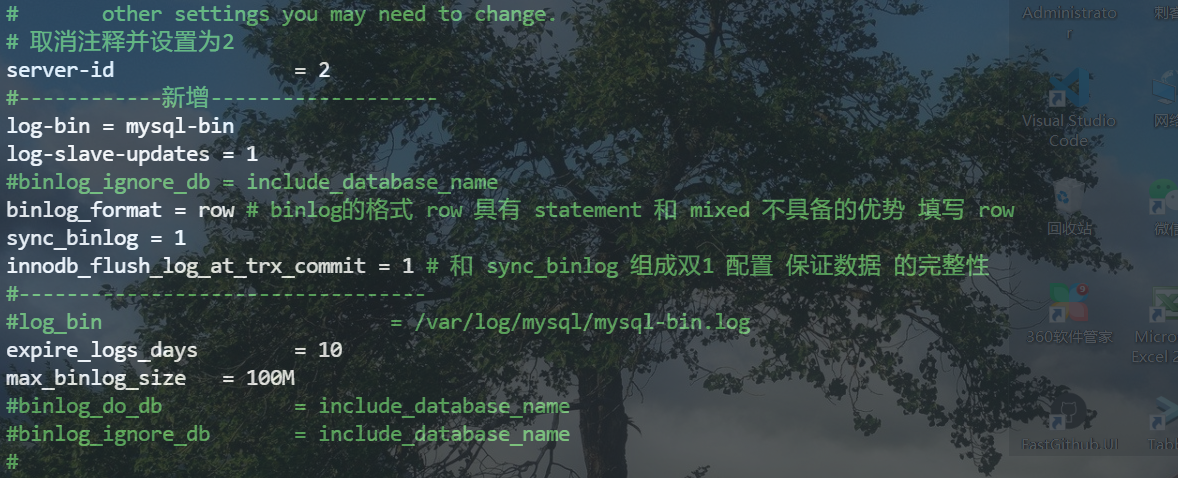 #       other settings you may need to change.
# 取消注释并设置为2
server-id               = 2
#------------新增-------------------
log-bin = mysql-bin
log-slave-updates = 1
#binlog_ignore_db = include_database_name
binlog_format = row # binlog的格式 row 具有 statement 和 mixed 不具备的优势 填写 row
sync_binlog = 1
innodb_flush_log_at_trx_commit = 1 # 和 sync_binlog 组成双1 配置 保证数据 的完整性
#----------------------------------
#log_bin                        = /var/log/mysql/mysql-bin.log
expire_logs_days        = 10
max_binlog_size   = 100M
#binlog_do_db           = include_database_name
#binlog_ignore_db       = include_database_name
#
Administrato
r
Visual Studio
Code
网络
回收站
微信
360软件管家
Micro
Excel 2
FastGithub.UI
Tabl